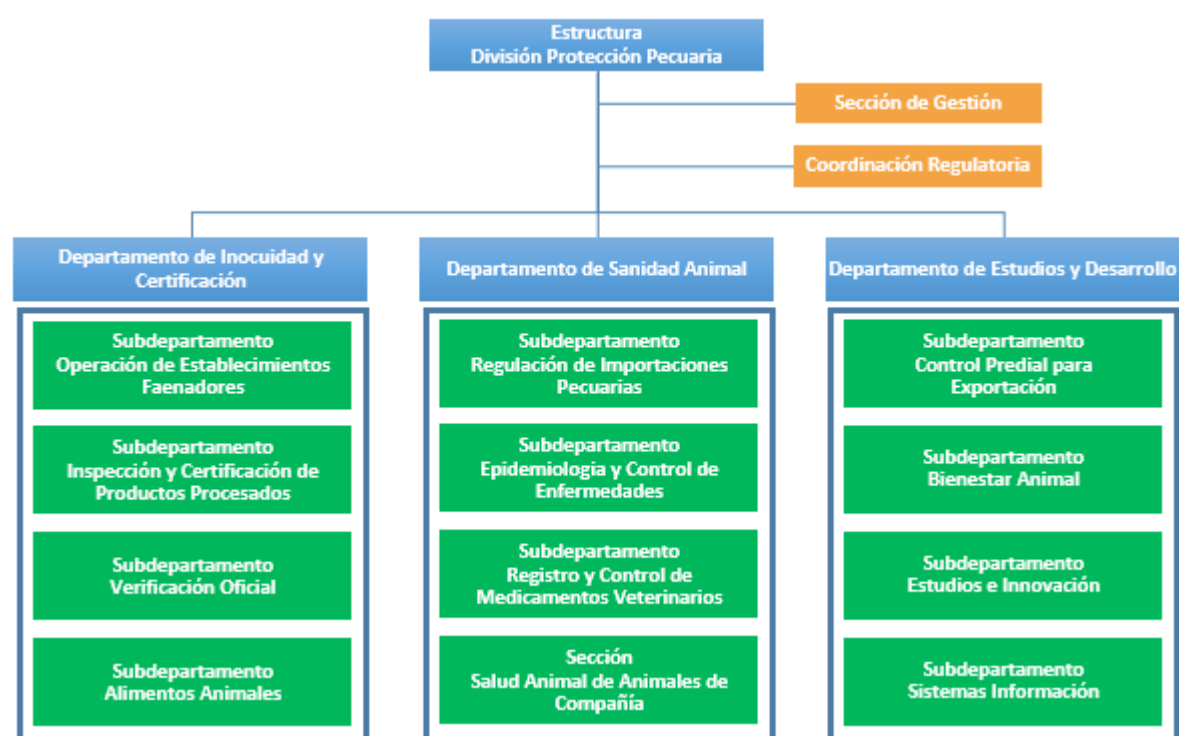 Estructura
División Protección Pecuaria
Sección de Gestión
Coordinación Regulatoria
Departamento de Inocuidad y
Certificación
Subdepartamento
Operación de Establecimientos
Faenadores
Subdepartamento
Inspección y Certificación de
Productos Procesados
Subdepartamento
Verificación Oficial
Subdepartamento
Alimentos Animales
Departamento de Sanidad Animal
Subdepartamento
Regulación de Importaciones
Pecuarias
Subdepartamento
Epidemiologia y Control de
Enfermedades
Subdepartamento
Registro y Control de
Medicamentos Veterinarios
Sección
Salud Animal de Animales de
Compañía
Departamento de Estudios y Desarrollo
Subdepartamento
Control Predial para
Exportación
Subdepartamento
Bienestar Animal
Subdepartamento
Estudios e Innovación
Subdepartamento
Sistemas Información